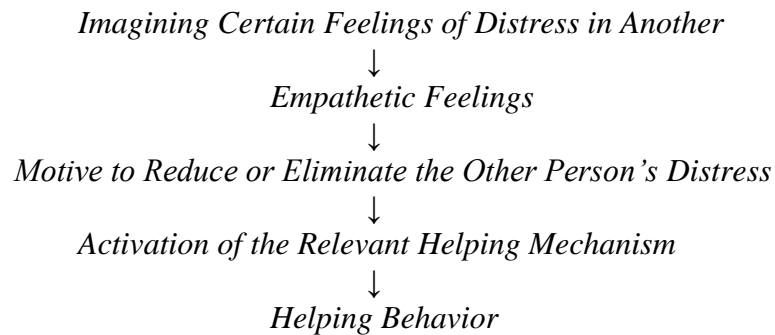 Imagining Certain Feelings of Distress in Another
↓
Empathetic Feelings
↓
Motive to Reduce or Eliminate the Other Person’s Distress
↓
Activation of the Relevant Helping Mechanism
↓
Helping Behavior